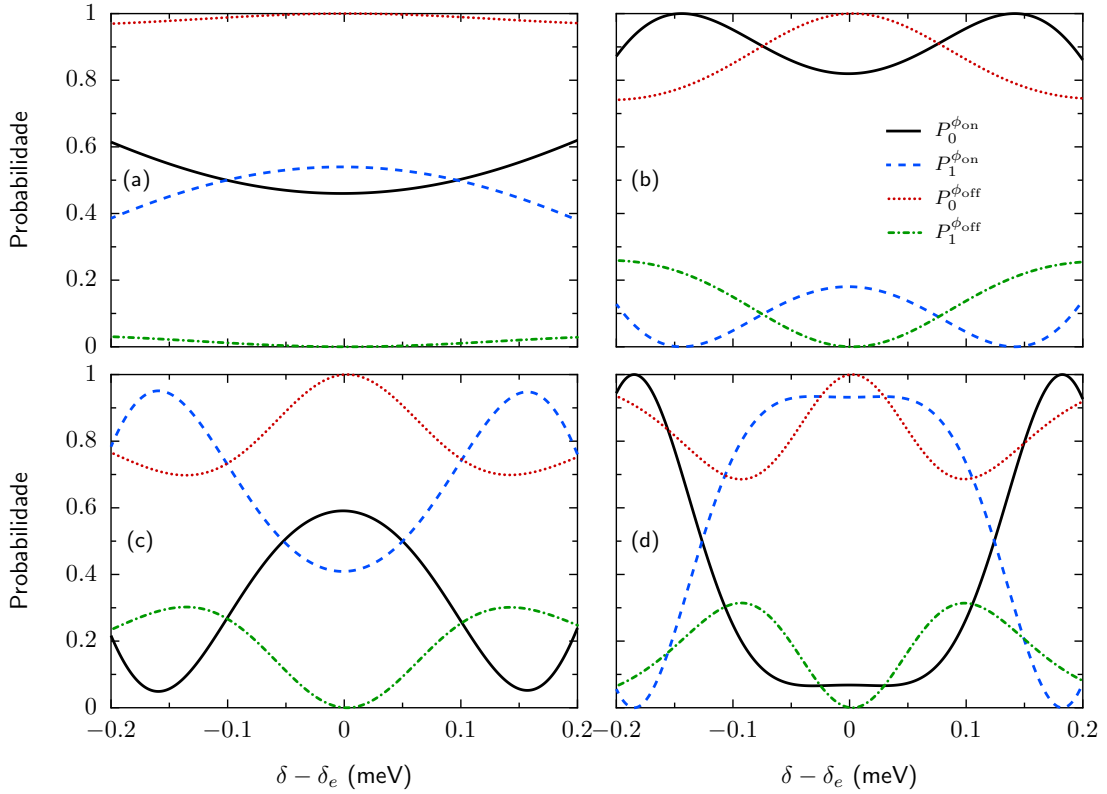 1
0.8
0.6
0.4
0.2
0
Probabilidade
(a)
(b)
P_0^{ϕ_on}
P_1^{ϕ_on}
P_0^{ϕ_off}
P_1^{ϕ_off}
1
0.8
0.6
0.4
0.2
0
Probabilidade
(c)
(d)
−0.2 −0.1 0 0.1 0.2
−0.2 −0.1 0 0.1 0.2
δ − δ_e (meV)
δ − δ_e (meV)